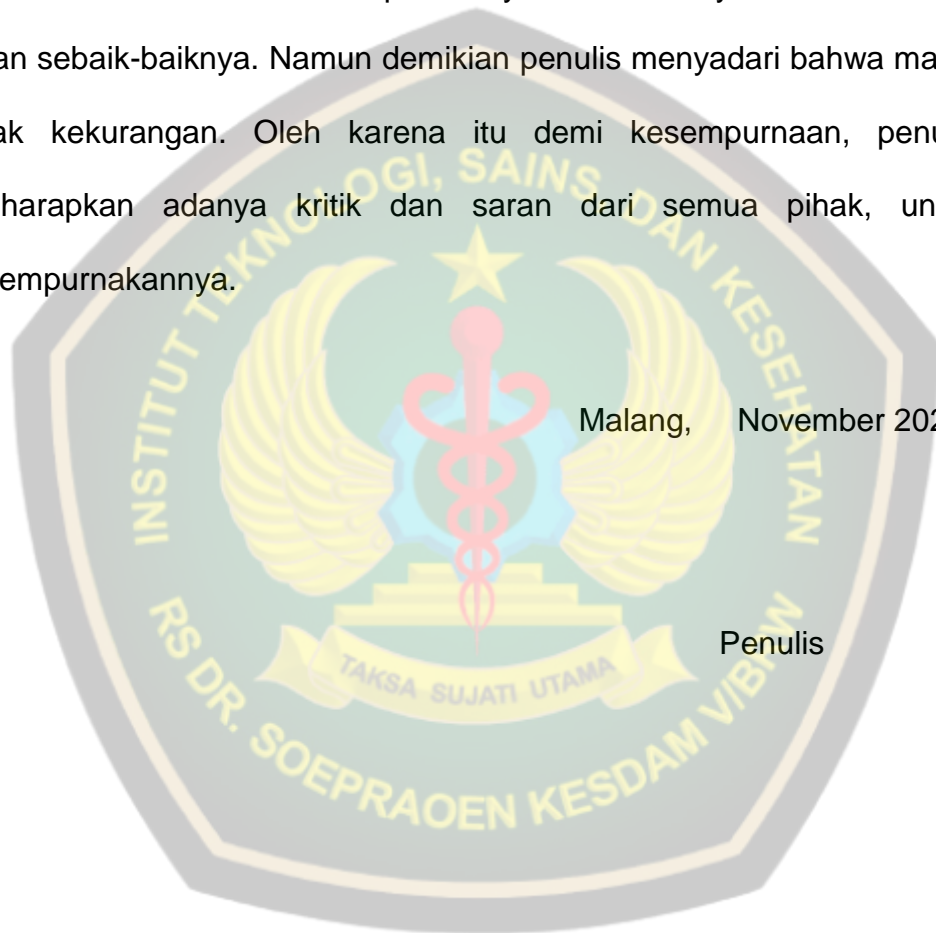 an sebaik-baiknya. Namun demikian penulis menyadari bahwa ma
ak kekurangan. Oleh karena itu demi kesempurnaan, penu
harapkan adanya kritik dan saran dari semua pihak, un
empurnakannya.
Malang, November 202
Penulis
INSTITUT TEKNOLOGI, SAINS, DAN KESEHATAN
RS DR. SOEPRAOEN KESDAM V/BRW
TAKSA SUJATI UTAMA